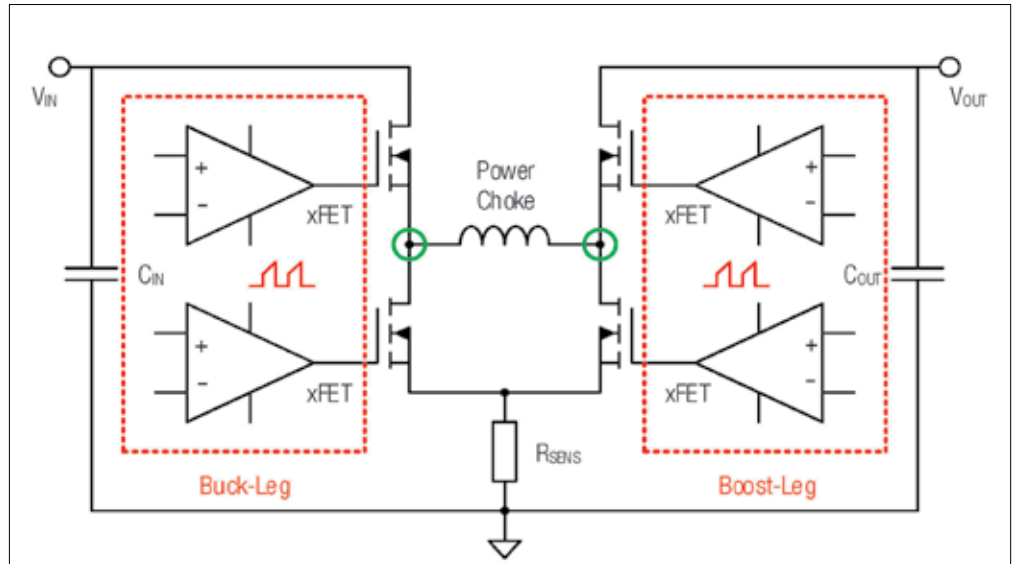 VIN
VOUT
Power
Choke
+
-
xFET
+
-
xFET
CIN
COUT
+
-
xFET
+
-
xFET
RSENS
Buck-Leg
Boost-Leg